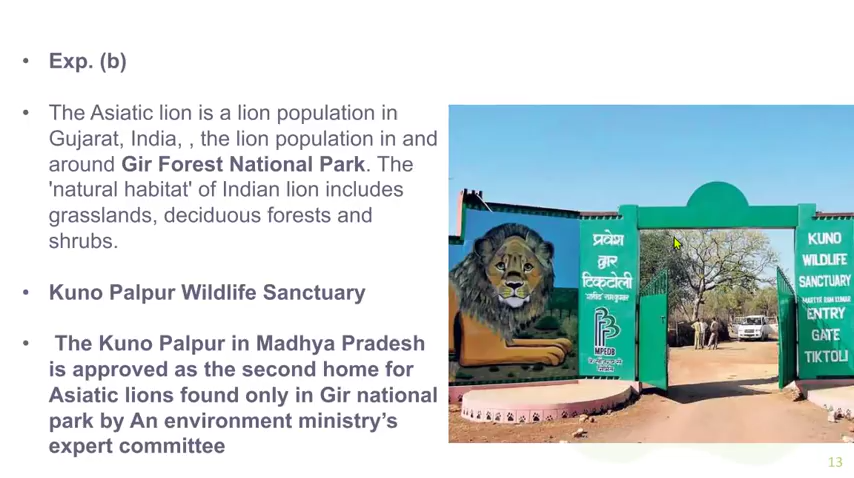 • Exp. (b)
• The Asiatic lion is a lion population in
Gujarat, India, , the lion population in and
around Gir Forest National Park. The
'natural habitat' of Indian lion includes
grasslands, deciduous forests and
shrubs.
• Kuno Palpur Wildlife Sanctuary
• The Kuno Palpur in Madhya Pradesh
is approved as the second home for
Asiatic lions found only in Gir national
park by An environment ministry’s
expert committee
प्रवेश
द्वार
टिकटोली
MPEDB
KUNO
WILDLIFE
SANCTUARY
ENTRY
GATE
TIKTOLI
13